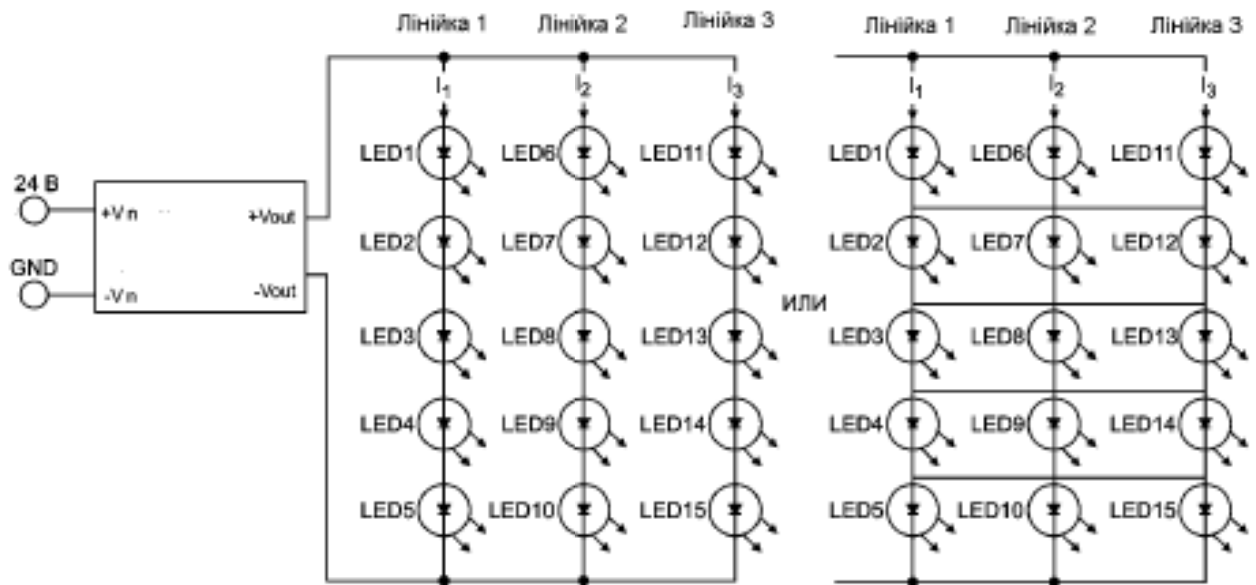 Лінійка 1 Лінійка 2 Лінійка 3 Лінійка 1 Лінійка 2 Лінійка 3
I1 I2 I3 I1 I2 I3
LED1 LED6 LED11 LED1 LED6 LED11
24 В
+Vin +Vout
LED2 LED7 LED12 LED2 LED7 LED12
GND
-Vin -Vout
ИЛИ
LED3 LED8 LED13 LED3 LED8 LED13
LED4 LED9 LED14 LED4 LED9 LED14
LED5 LED10 LED15 LED5 LED10 LED15